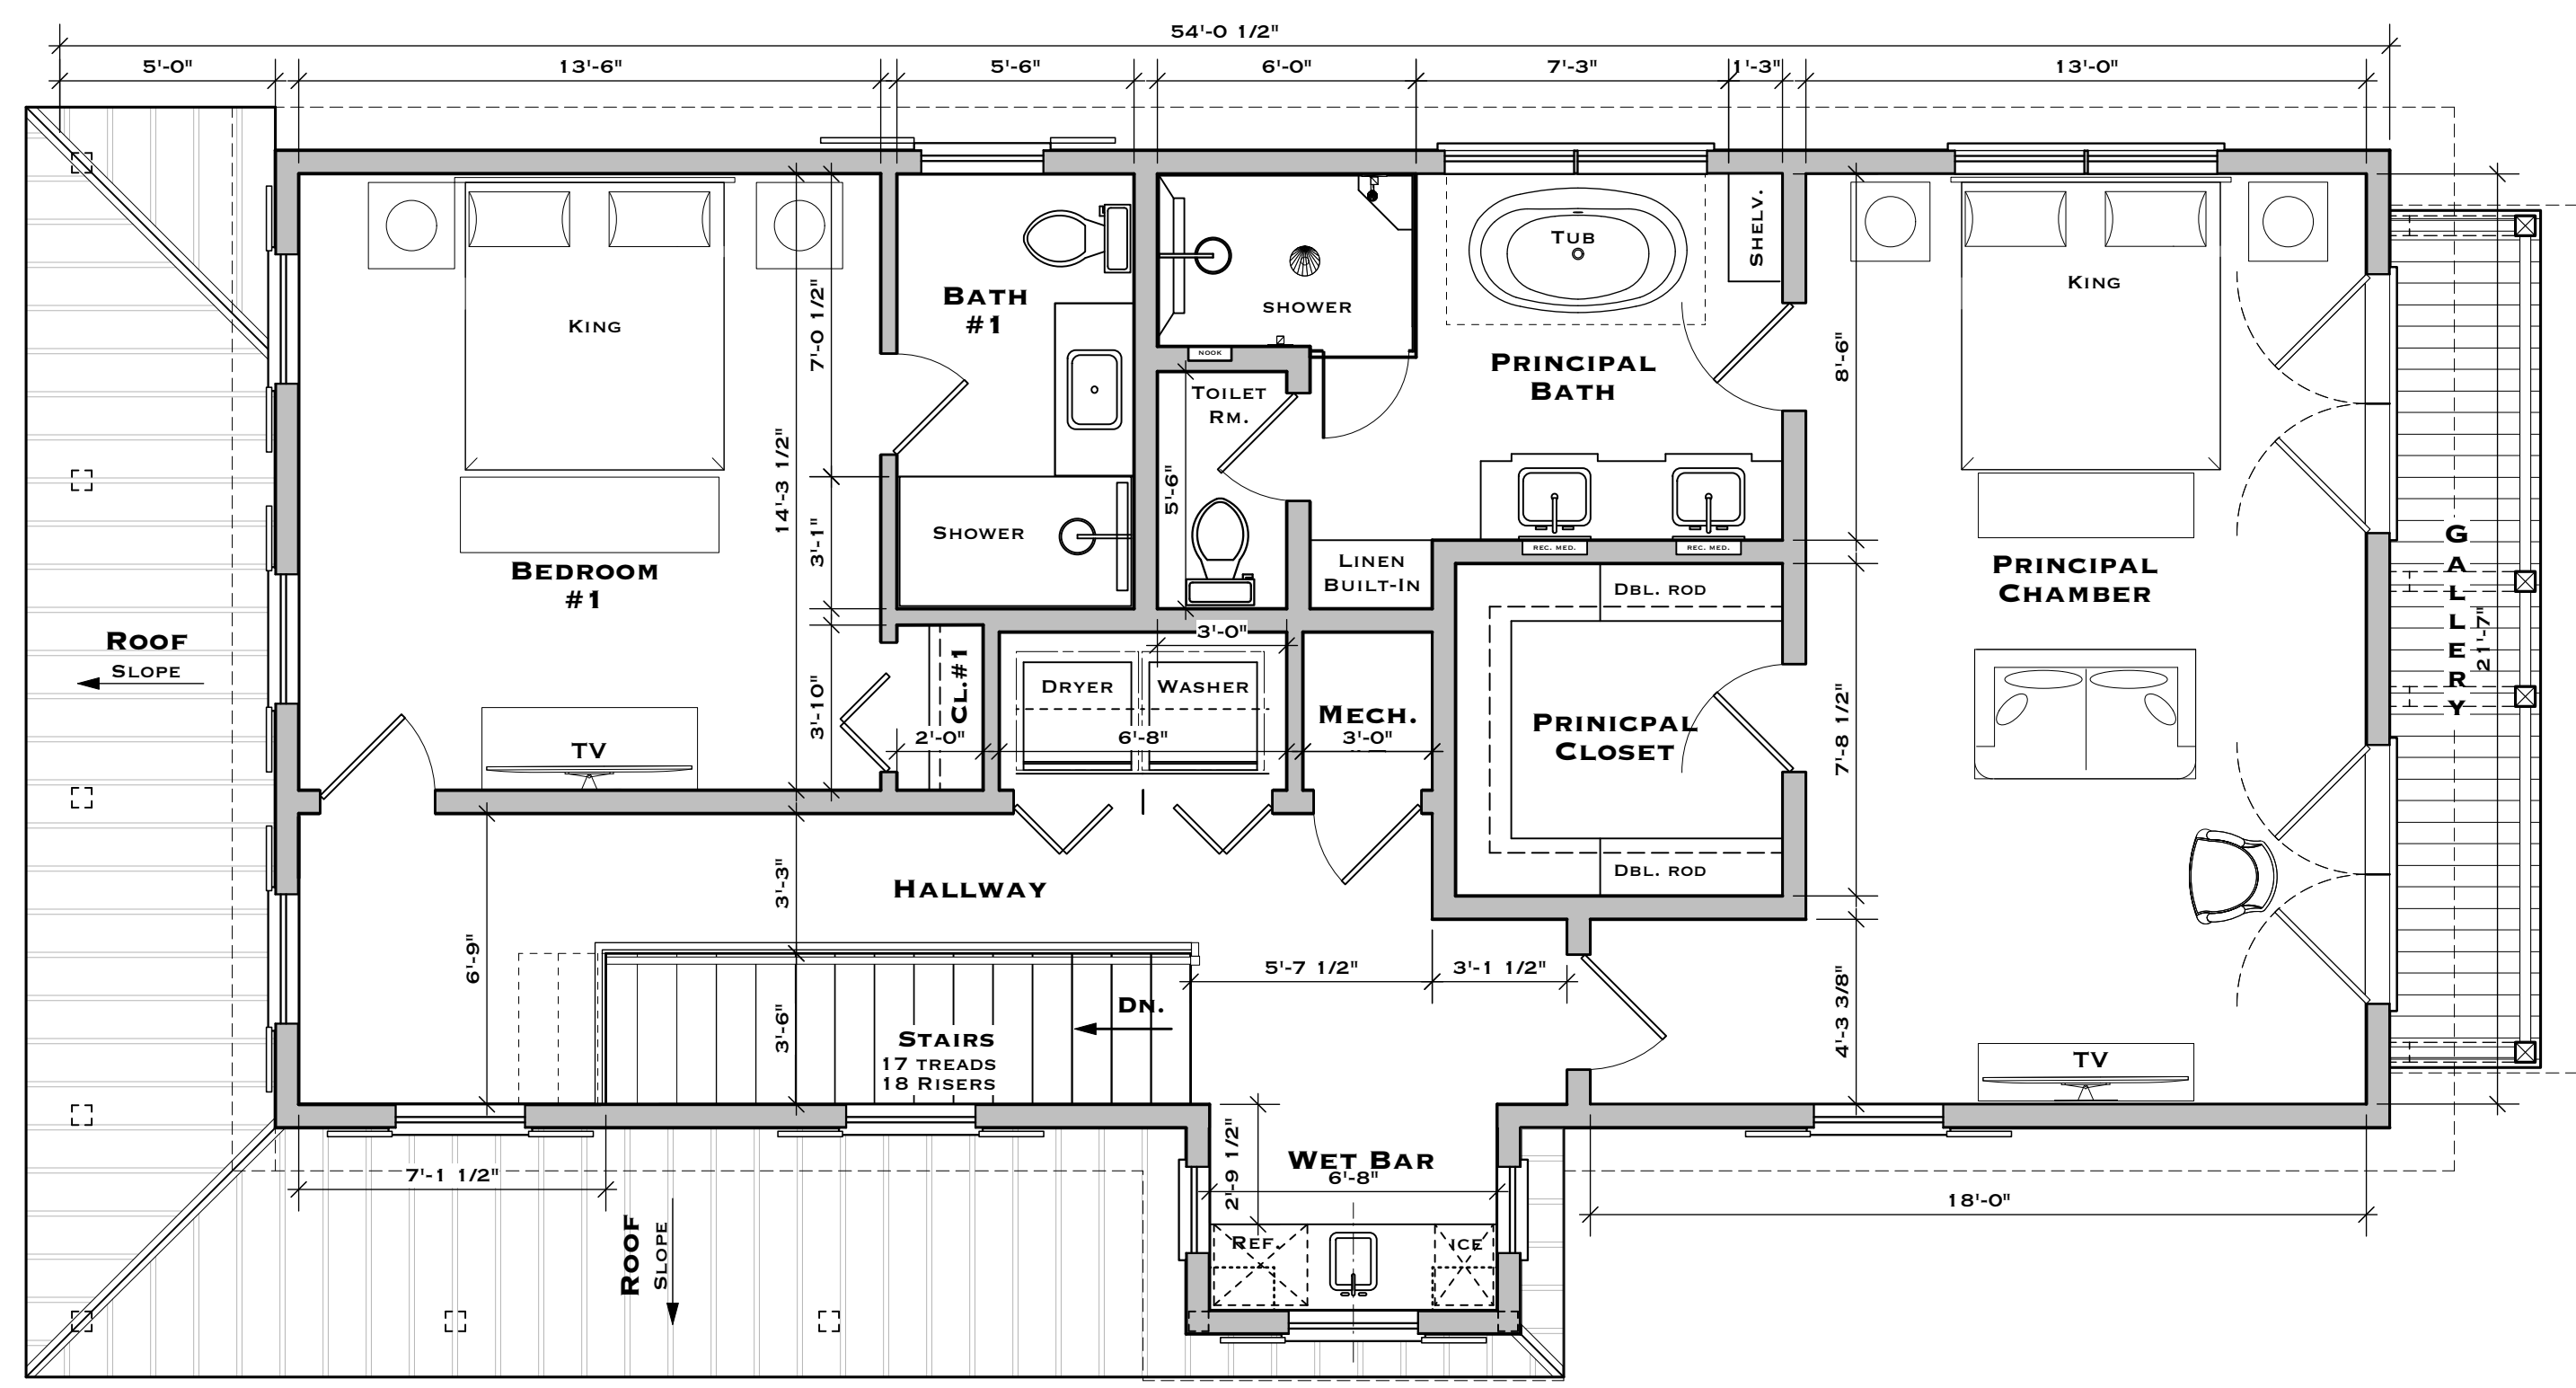 54'-0 1/2"
5'-0"
13'-6"
5'-6"
6'-0"
7'-3"
1'-3"
13'-0"
KING
BATH
#1
7'-0 1/2"
14'-3 1/2"
3'-1"
3'-10"
SHOWER
BEDROOM
#1
TV
SHOWER
NOOK
TOILET
RM.
5'-6"
TUB
SHELV.
PRINCIPAL
BATH
REC. MED.
REC. MED.
LINEN
BUILT-IN
KING
8'-6"
PRINCIPAL
CHAMBER
GALLERY
21'-7"
ROOF
SLOPE
CL.#1
2'-0"
3'-0"
DRYER
WASHER
6'-8"
MECH.
3'-0"
DBL. ROD
PRINICPAL
CLOSET
DBL. ROD
7'-8 1/2"
HALLWAY
3'-3"
6'-9"
3'-6"
STAIRS
17 TREADS
18 RISERS
DN.
5'-7 1/2"
3'-1 1/2"
4'-3 3/8"
TV
7'-1 1/2"
ROOF
SLOPE
WET BAR
6'-8"
2'-9 1/2"
REF.
ICE
18'-0"